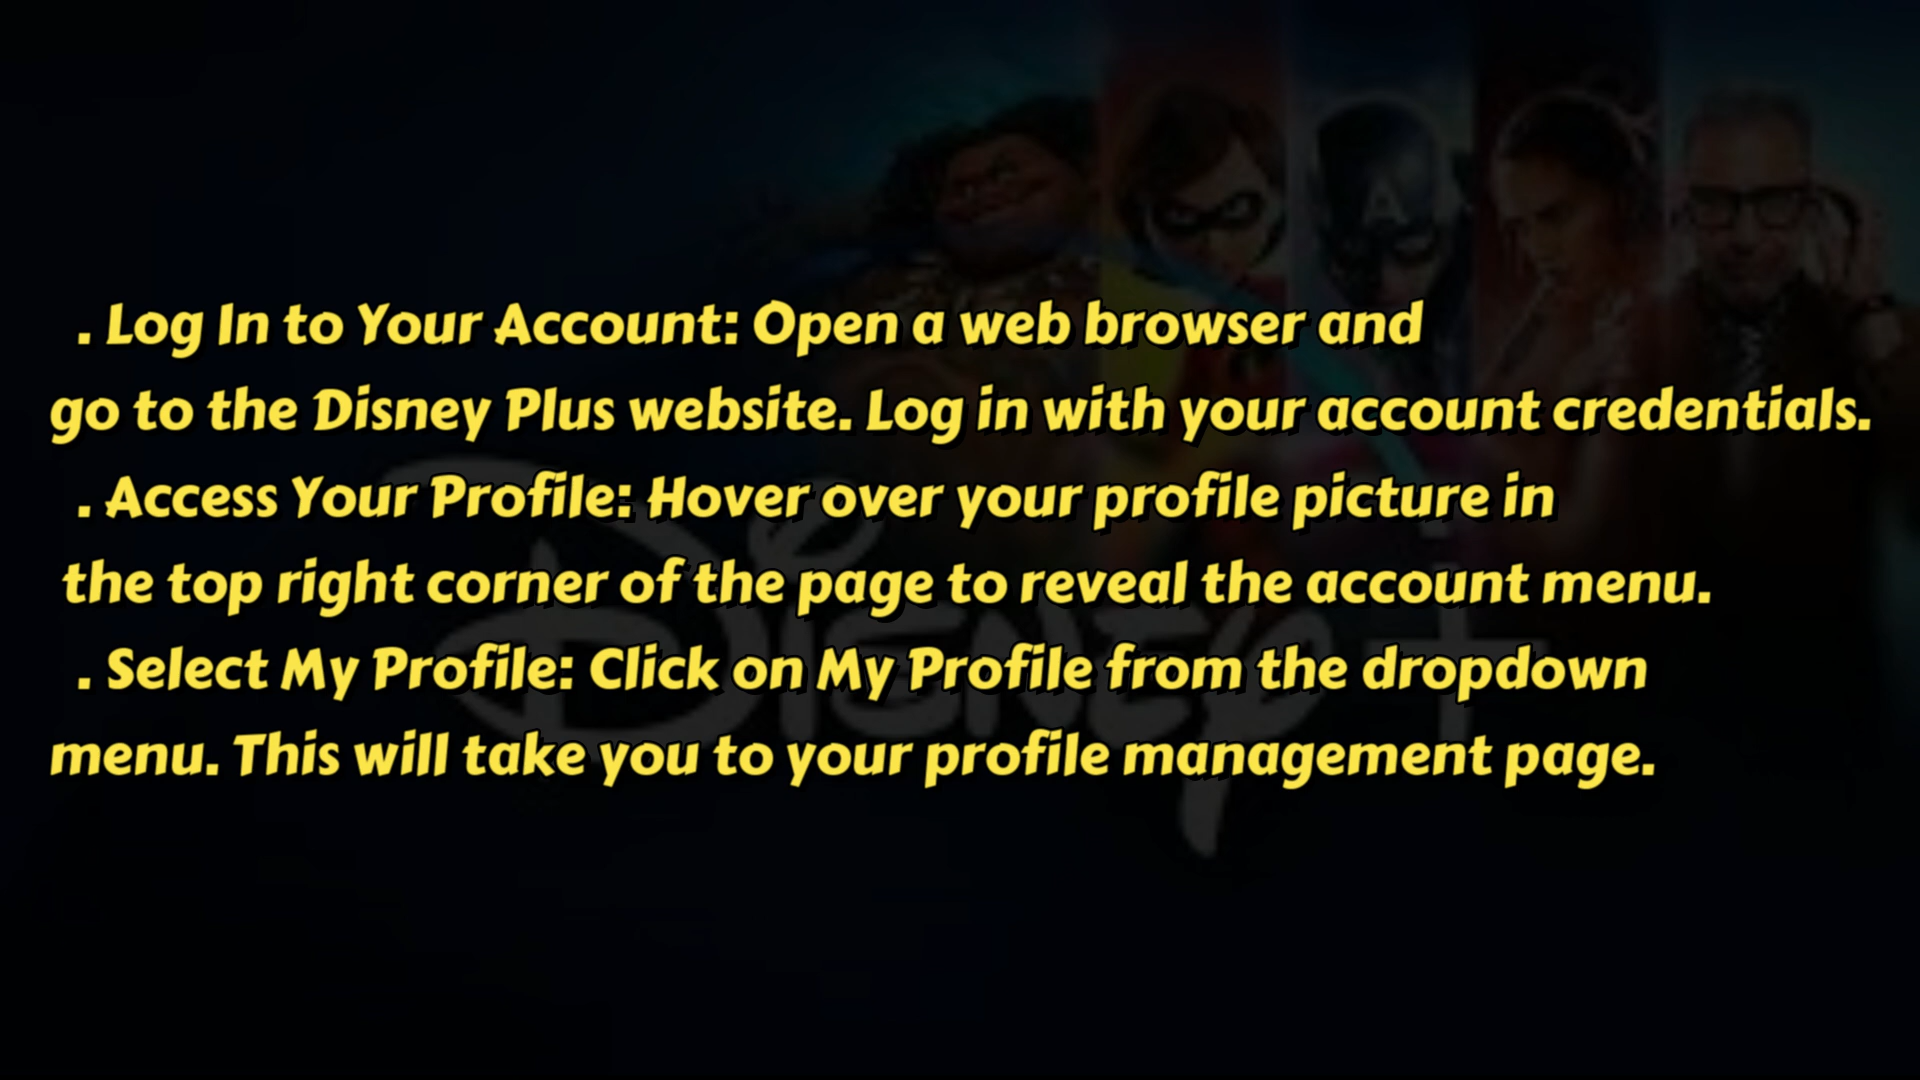 . Log In to Your Account: Open a web browser and
go to the Disney Plus website. Log in with your account credentials.
. Access Your Profile: Hover over your profile picture in
the top right corner of the page to reveal the account menu.
. Select My Profile: Click on My Profile from the dropdown
menu. This will take you to your profile management page.
Disney+
A